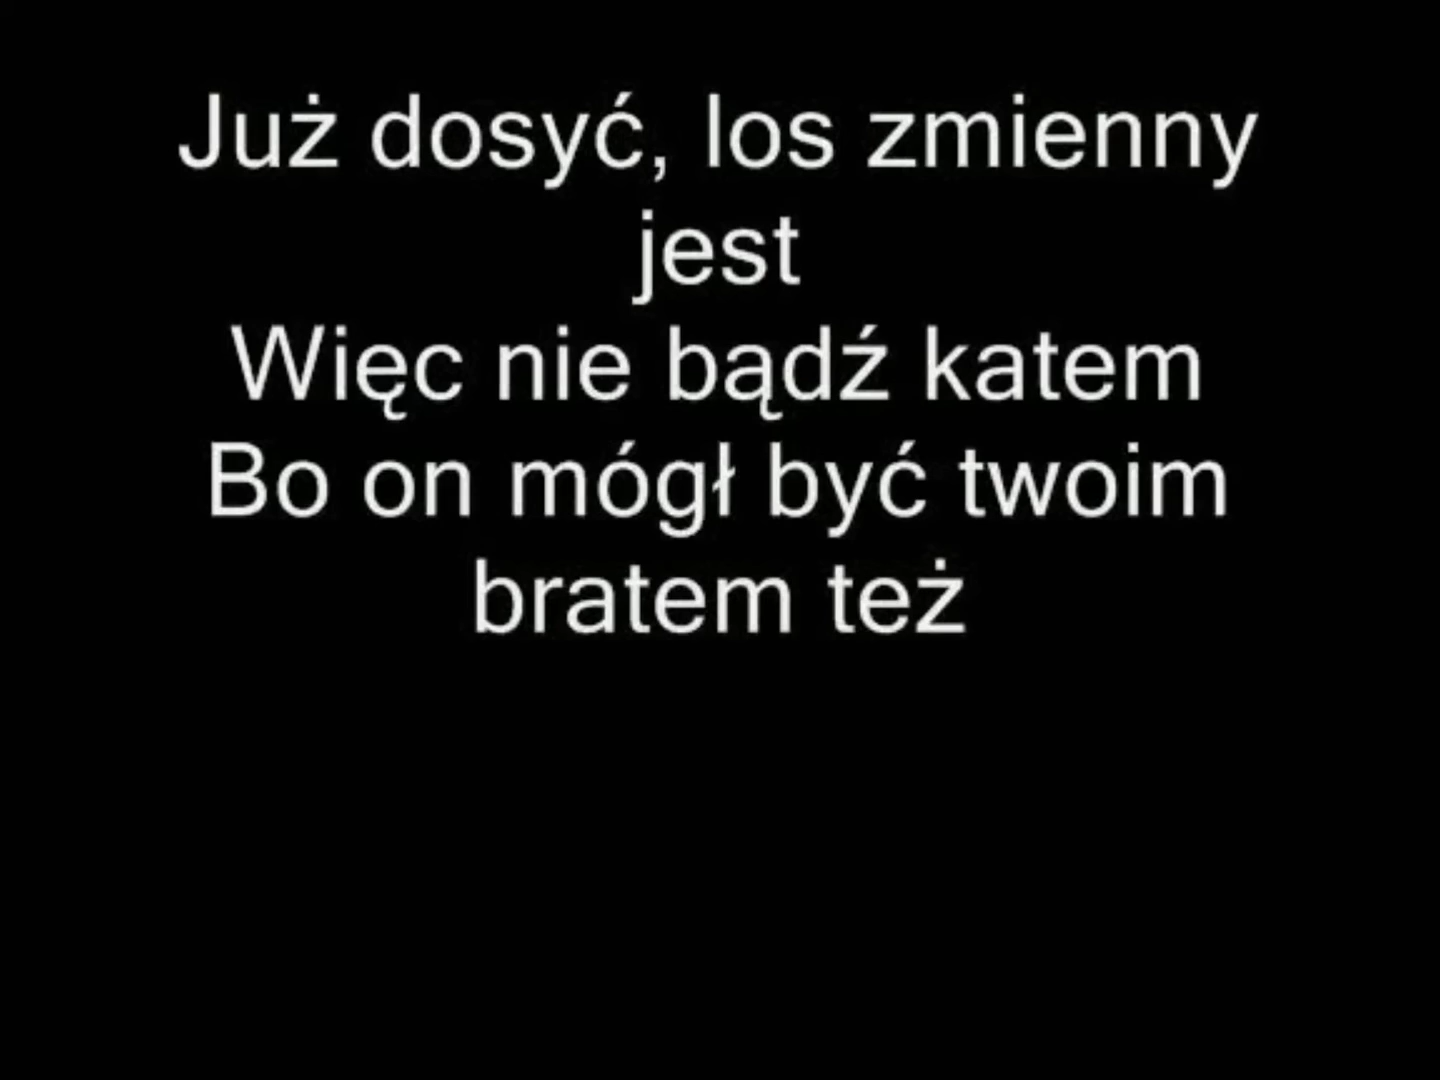 Już dosyć, los zmienny
jest
Więc nie bądź katem
Bo on mógł być twoim
bratem też